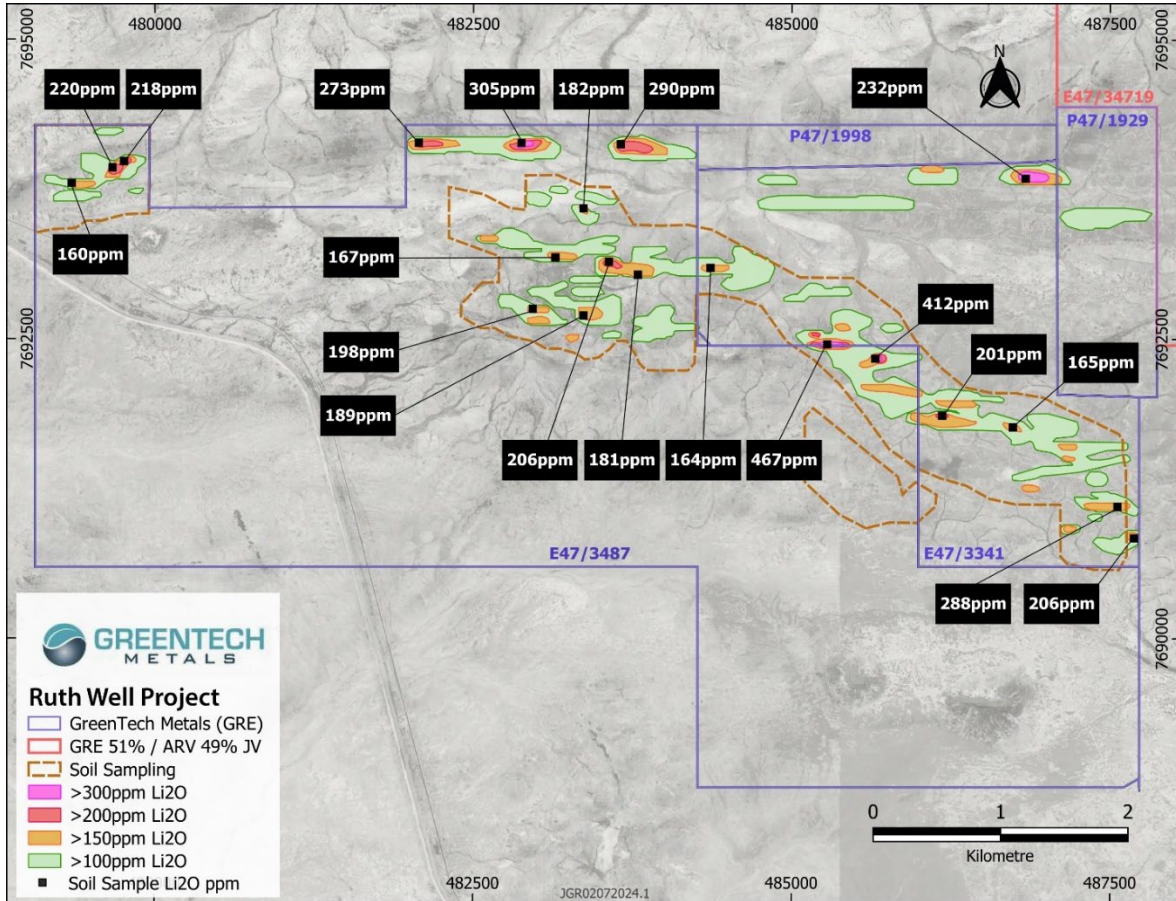 480000 482500 485000 487500
7695000 7695000
N
220ppm 218ppm 273ppm 305ppm 182ppm 290ppm 232ppm
E47/34719
P47/1929
P47/1998
160ppm
167ppm
412ppm
7692500 7692500
198ppm
201ppm 165ppm
189ppm
206ppm 181ppm 164ppm 467ppm
E47/3487 E47/3341
288ppm 206ppm
GREENTECH
METALS
7690000
Ruth Well Project
GreenTech Metals (GRE)
GRE 51% / ARV 49% JV
Soil Sampling
>300ppm Li2O
>200ppm Li2O
>150ppm Li2O
>100ppm Li2O
Soil Sample Li2O ppm
0 1 2
Kilometre
482500 485000 487500
JGR02072024.1